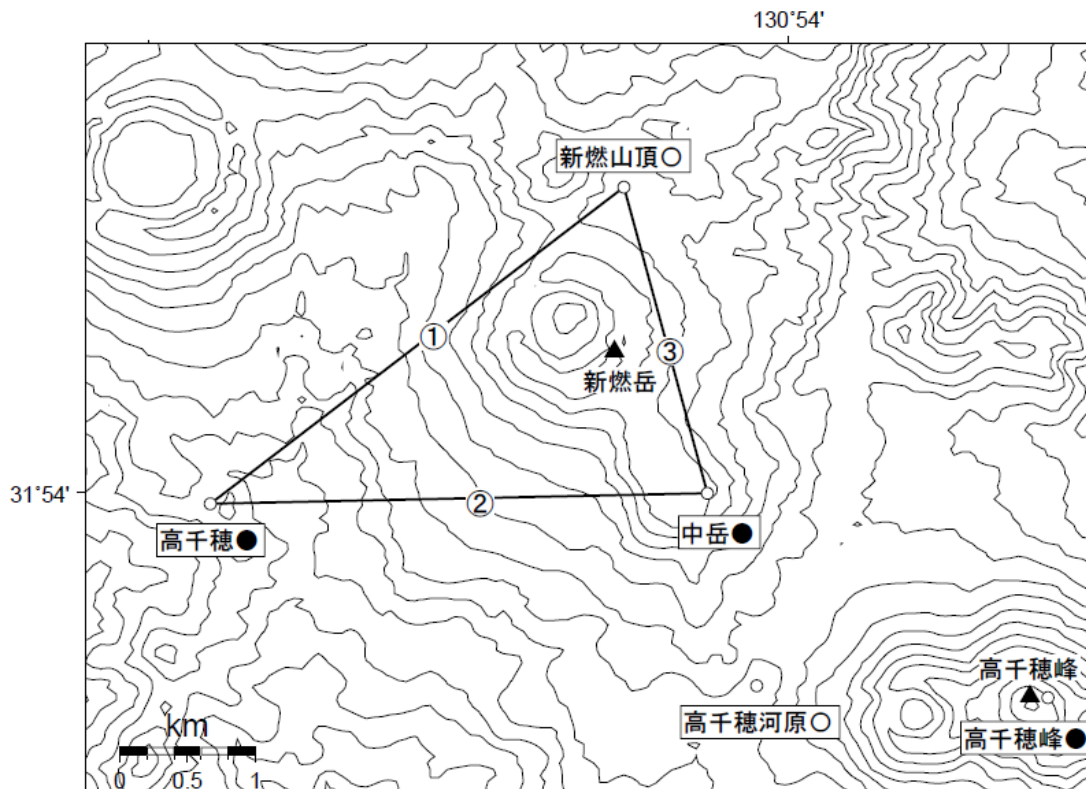 130°54'
新燃山頂○
①
③
新燃岳
31°54'
②
高千穂●
中岳●
高千穂峰
km
高千穂河原○
高千穂峰●
0 0.5 1